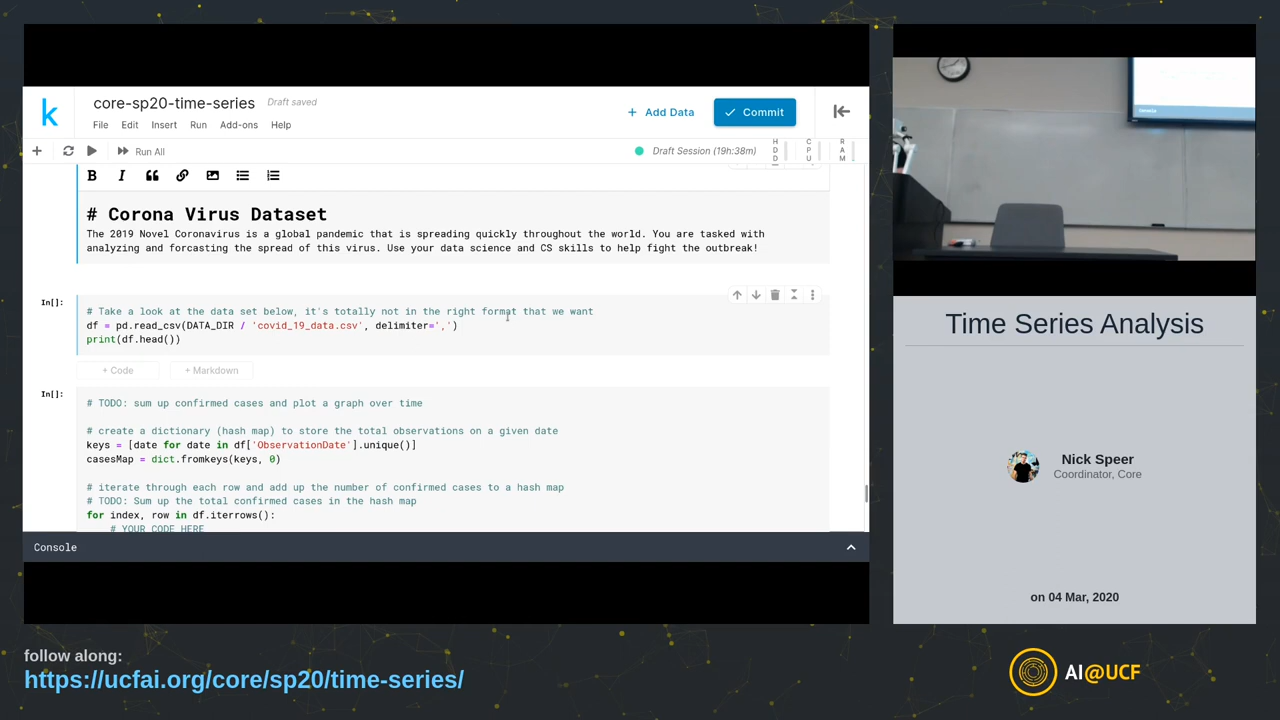 core-sp20-time-series Draft saved
File Edit Insert Run Add-ons Help
+ Add Data
Commit
Run All
Draft Session (19h:38m)
HDD
CPU
RAM
B I
# Corona Virus Dataset
The 2019 Novel Coronavirus is a global pandemic that is spreading quickly throughout the world. You are tasked with
analyzing and forcasting the spread of this virus. Use your data science and CS skills to help fight the outbreak!
In[]:
# Take a look at the data set below, it's totally not in the right format that we want
df = pd.read_csv(DATA_DIR / 'covid_19_data.csv', delimiter=',')
print(df.head())
+ Code + Markdown
In[]:
# TODO: sum up confirmed cases and plot a graph over time
# create a dictionary (hash map) to store the total observations on a given date
keys = [date for date in df['ObservationDate'].unique()]
casesMap = dict.fromkeys(keys, 0)
# iterate through each row and add up the number of confirmed cases to a hash map
# TODO: Sum up the total confirmed cases in the hash map
for index, row in df.iterrows():
# YOUR CODE HERE
Console
Time Series Analysis
Nick Speer
Coordinator, Core
on 04 Mar, 2020
follow along:
https://ucfai.org/core/sp20/time-series/
AI@UCF